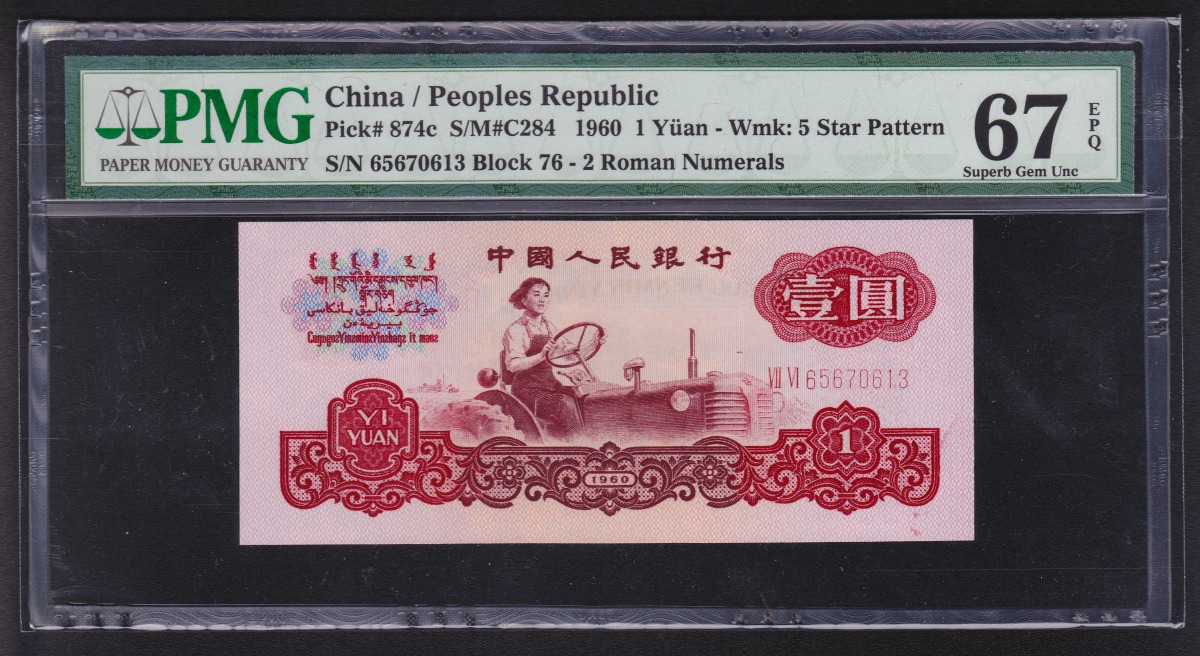 PMG
PAPER MONEY GUARANTY
China / Peoples Republic
Pick# 874c S/M#C284 1960 1 Yüan - Wmk: 5 Star Pattern
S/N 65670613 Block 76 - 2 Roman Numerals
67
EPQ
Superb Gem Unc
中國人民銀行
壹圓
VII VI 65670613
YI
YUAN
1960
1